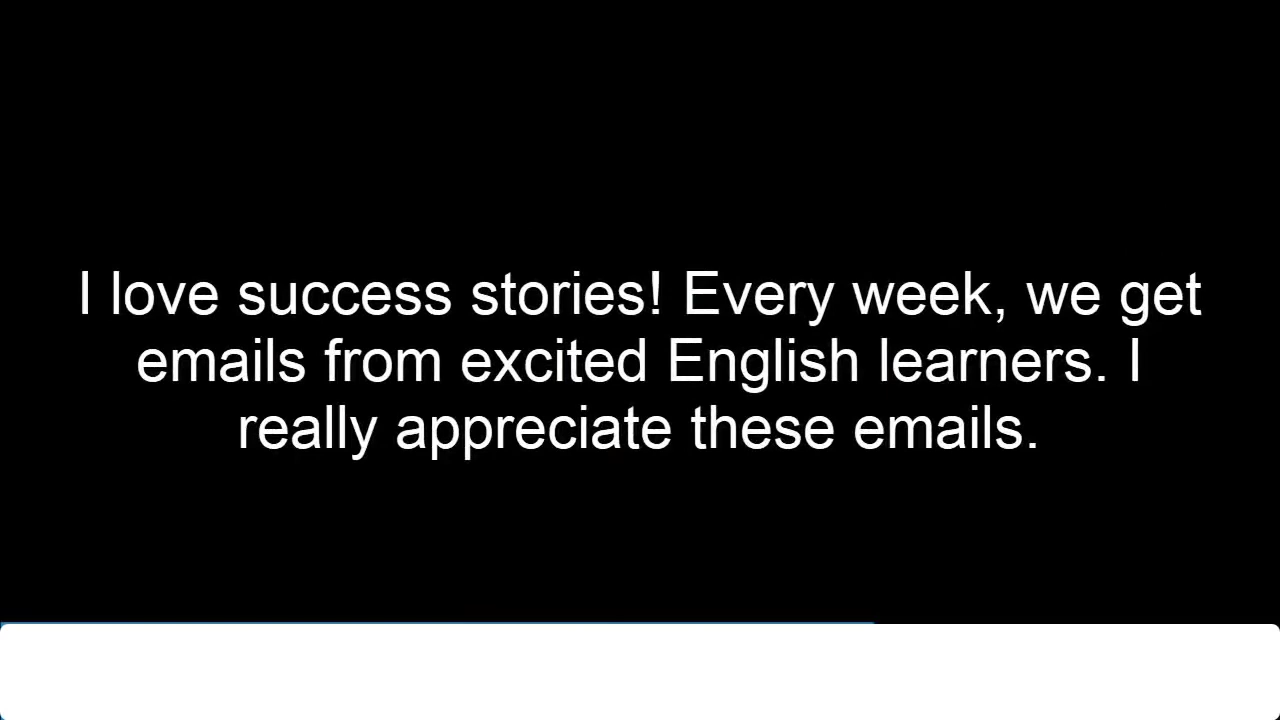 I love success stories! Every week, we get
emails from excited English learners. I
really appreciate these emails.